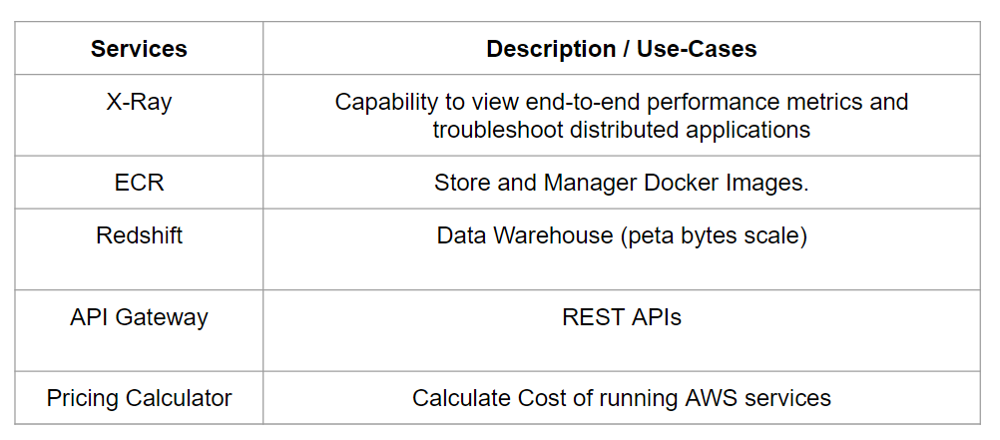 Services
Description / Use-Cases
X-Ray
Capability to view end-to-end performance metrics and
troubleshoot distributed applications
ECR
Store and Manager Docker Images.
Redshift
Data Warehouse (peta bytes scale)
API Gateway
REST APIs
Pricing Calculator
Calculate Cost of running AWS services